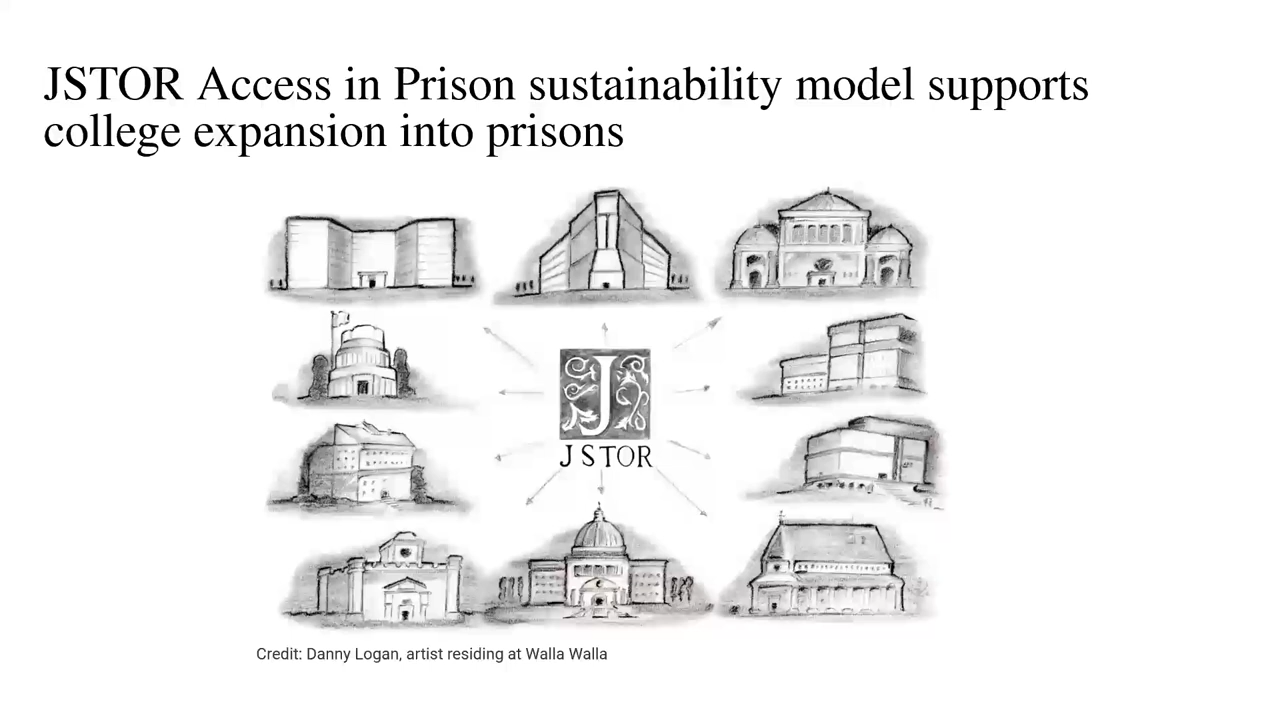 JSTOR Access in Prison sustainability model supports
college expansion into prisons
J
JSTOR
Credit: Danny Logan, artist residing at Walla Walla